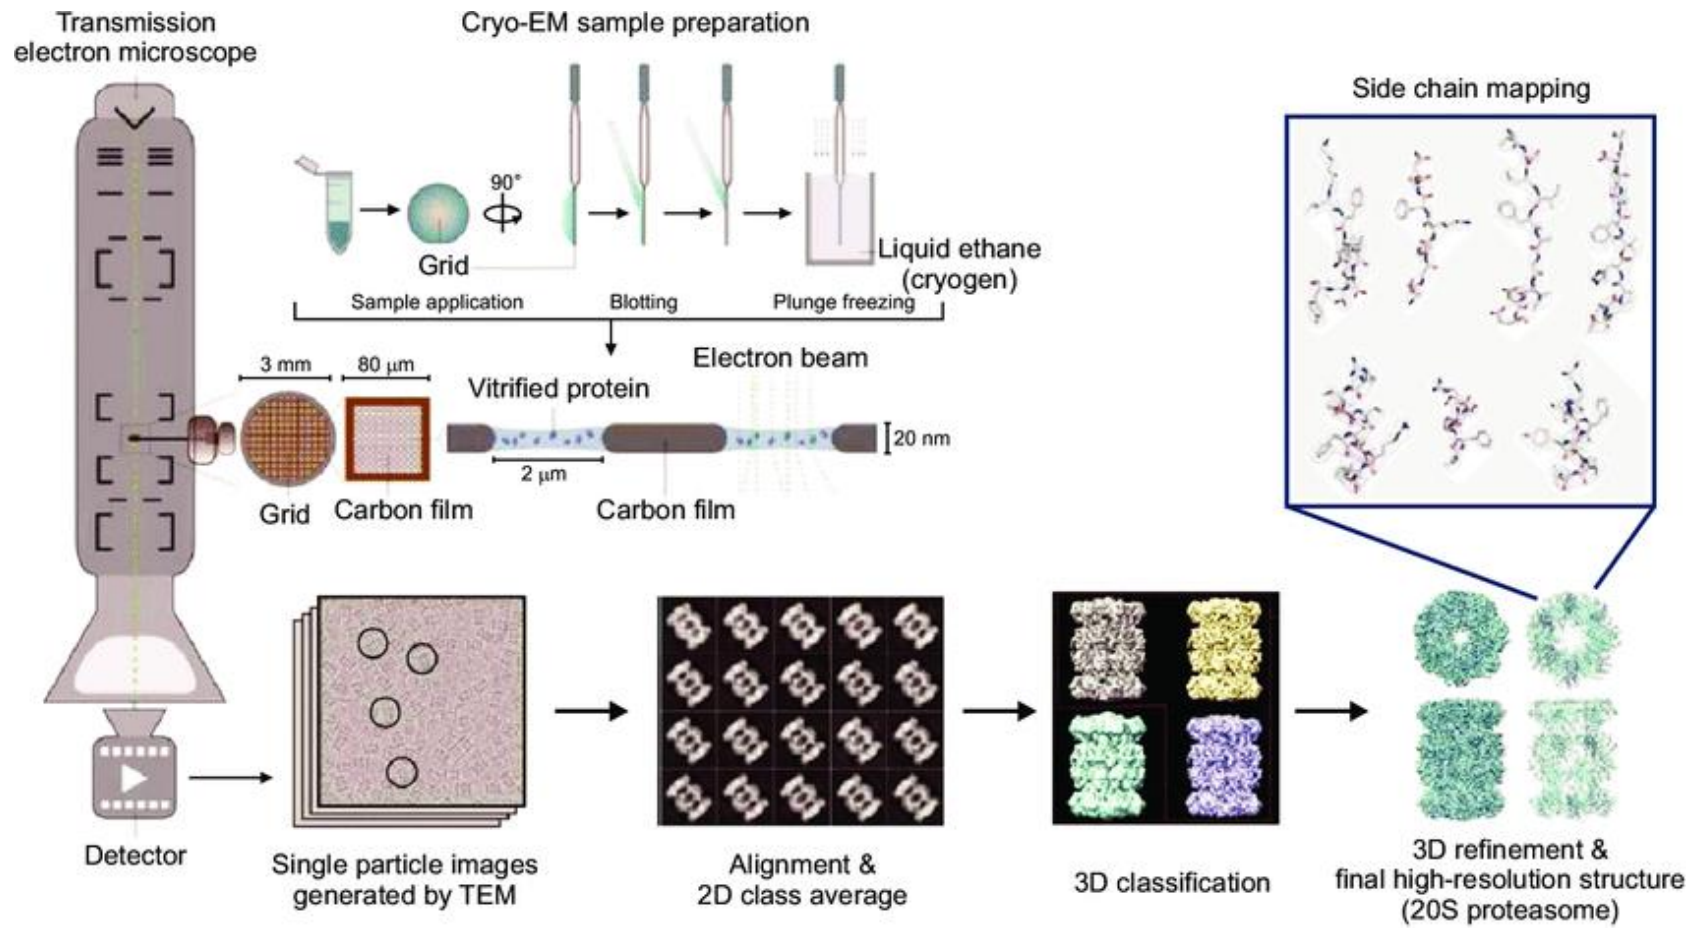 Transmission
electron microscope
Cryo-EM sample preparation
90°
Grid
Liquid ethane
(cryogen)
Sample application
Blotting
Plunge freezing
3 mm
80 μm
Vitrified protein
Electron beam
20 nm
2 μm
Grid
Carbon film
Carbon film
Side chain mapping
Detector
Single particle images
generated by TEM
Alignment &
2D class average
3D classification
3D refinement &
final high-resolution structure
(20S proteasome)